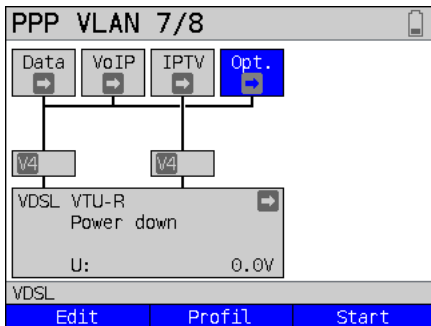 PPP VLAN 7/8
Data VoIP IPTV Opt.
V4 V4
VDSL VTU-R
Power down
U: 0.0V
VDSL
Edit Profil Start